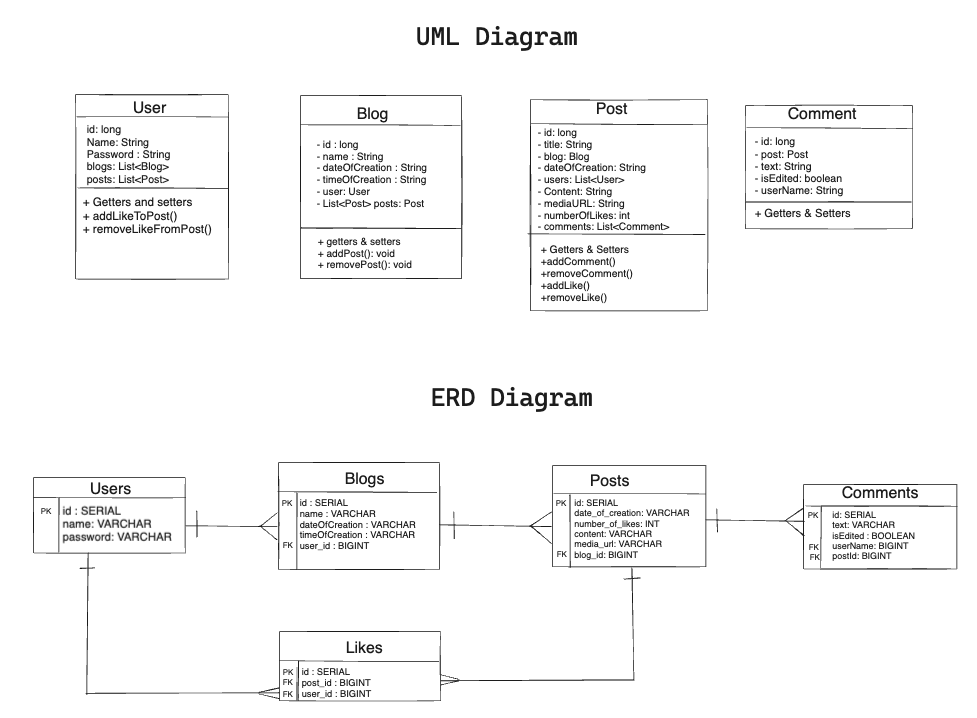 UML Diagram
User
id: long
Name: String
Password : String
blogs: List<Blog>
posts: List<Post>
+ Getters and setters
+ addLikeToPost()
+ removeLikeFromPost()
Blog
- id : long
- name : String
- dateOfCreation : String
- timeOfCreation : String
- user: User
- List<Post> posts: Post
+ getters & setters
+ addPost(): void
+ removePost(): void
Post
- id: long
- title: String
- blog: Blog
- dateOfCreation: String
- users: List<User>
- Content: String
- mediaURL: String
- numberOfLikes: int
- comments: List<Comment>
+ Getters & Setters
+addComment()
+removeComment()
+addLike()
+removeLike()
Comment
- id: long
- post: Post
- text: String
- isEdited: boolean
- userName: String
+ Getters & Setters
ERD Diagram
Users
PK id : SERIAL
name: VARCHAR
password: VARCHAR
Blogs
PK id : SERIAL
name : VARCHAR
dateOfCreation : VARCHAR
timeOfCreation : VARCHAR
FK user_id : BIGINT
Posts
PK id: SERIAL
date_of_creation: VARCHAR
number_of_likes: INT
content: VARCHAR
media_url: VARCHAR
FK blog_id: BIGINT
Comments
PK id: SERIAL
text: VARCHAR
isEdited : BOOLEAN
FK userName: BIGINT
FK postId: BIGINT
Likes
PK id : SERIAL
FK post_id : BIGINT
FK user_id : BIGINT